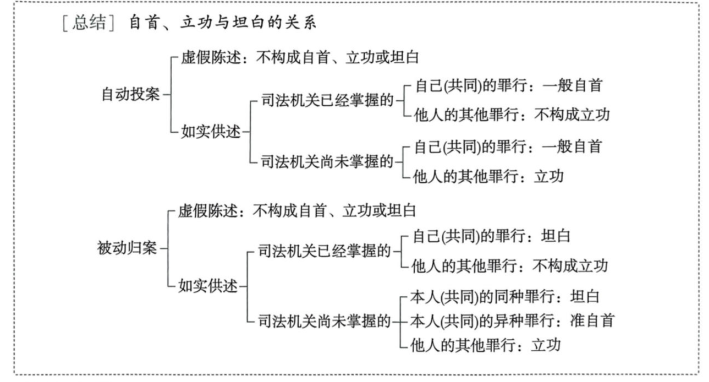 [总结] 自首、立功与坦白的关系
虚假陈述：不构成自首、立功或坦白
自动投案
如实供述
司法机关已经掌握的
自己(共同)的罪行：一般自首
他人的其他罪行：不构成立功
司法机关尚未掌握的
自己(共同)的罪行：一般自首
他人的其他罪行：立功
虚假陈述：不构成自首、立功或坦白
被动归案
如实供述
司法机关已经掌握的
自己(共同)的罪行：坦白
他人的其他罪行：不构成立功
司法机关尚未掌握的
本人(共同)的同种罪行：坦白
本人(共同)的异种罪行：准自首
他人的其他罪行：立功